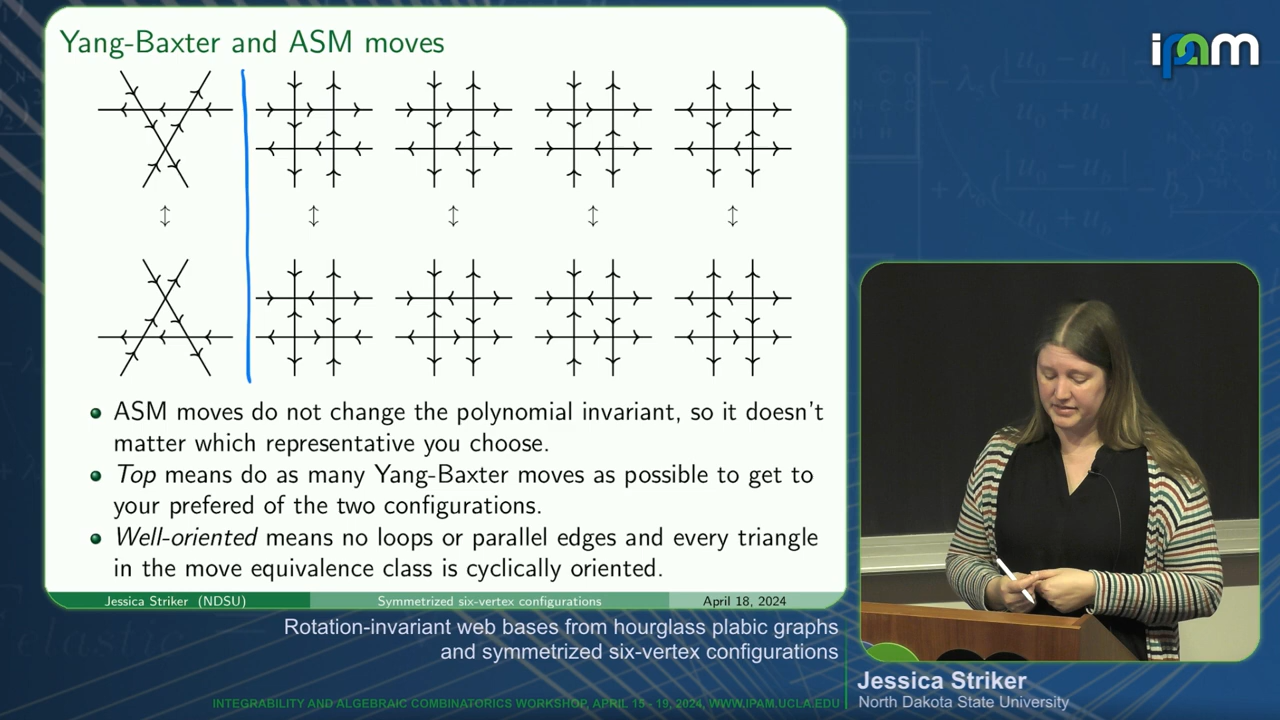 Yang-Baxter and ASM moves
ASM moves do not change the polynomial invariant, so it doesn't
matter which representative you choose.
Top means do as many Yang-Baxter moves as possible to get to
your prefered of the two configurations.
Well-oriented means no loops or parallel edges and every triangle
in the move equivalence class is cyclically oriented.
Jessica Striker (NDSU) Symmetrized six-vertex configurations April 18, 2024
Rotation-invariant web bases from hourglass plabic graphs
and symmetrized six-vertex configurations
INTEGRABILITY AND ALGEBRAIC COMBINATORICS WORKSHOP, APRIL 15 - 19, 2024, WWW.IPAM.UCLA.EDU
ipam
Jessica Striker
North Dakota State University